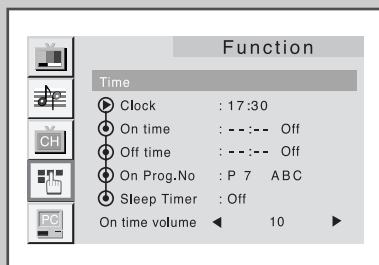 Function
Time
Clock : 17:30
On time : --:-- Off
Off time : --:-- Off
On Prog.No : P 7 ABC
Sleep Timer : Off
On time volume ◀ 10 ▶
CH
PC